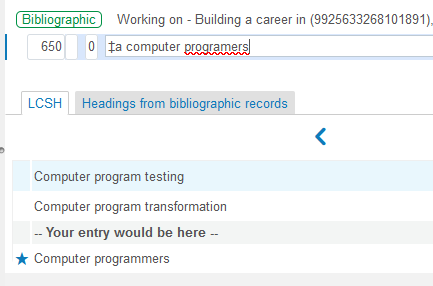 Bibliographic Working on - Building a career in (9925633268101891),
650 0 ‡a computer programers
LCSH Headings from bibliographic records
Computer program testing
Computer program transformation
-- Your entry would be here --
Computer programmers